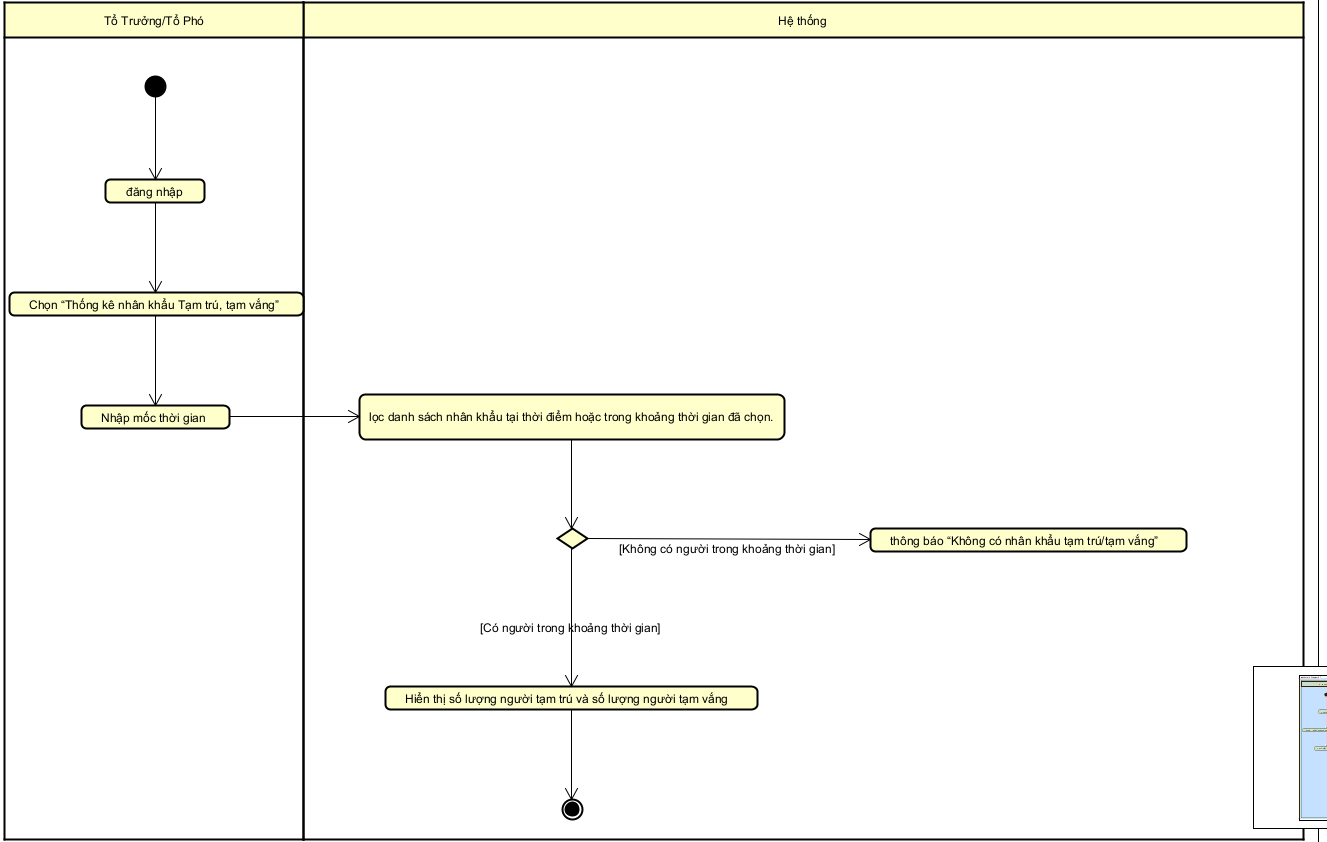 Tổ Trưởng/Tổ Phó
Hệ thống
đăng nhập
Chọn “Thống kê nhân khẩu Tạm trú, tạm vắng”
Nhập mốc thời gian
lọc danh sách nhân khẩu tại thời điểm hoặc trong khoảng thời gian đã chọn.
[Không có người trong khoảng thời gian]
thông báo “Không có nhân khẩu tạm trú/tạm vắng”
[Có người trong khoảng thời gian]
Hiển thị số lượng người tạm trú và số lượng người tạm vắng